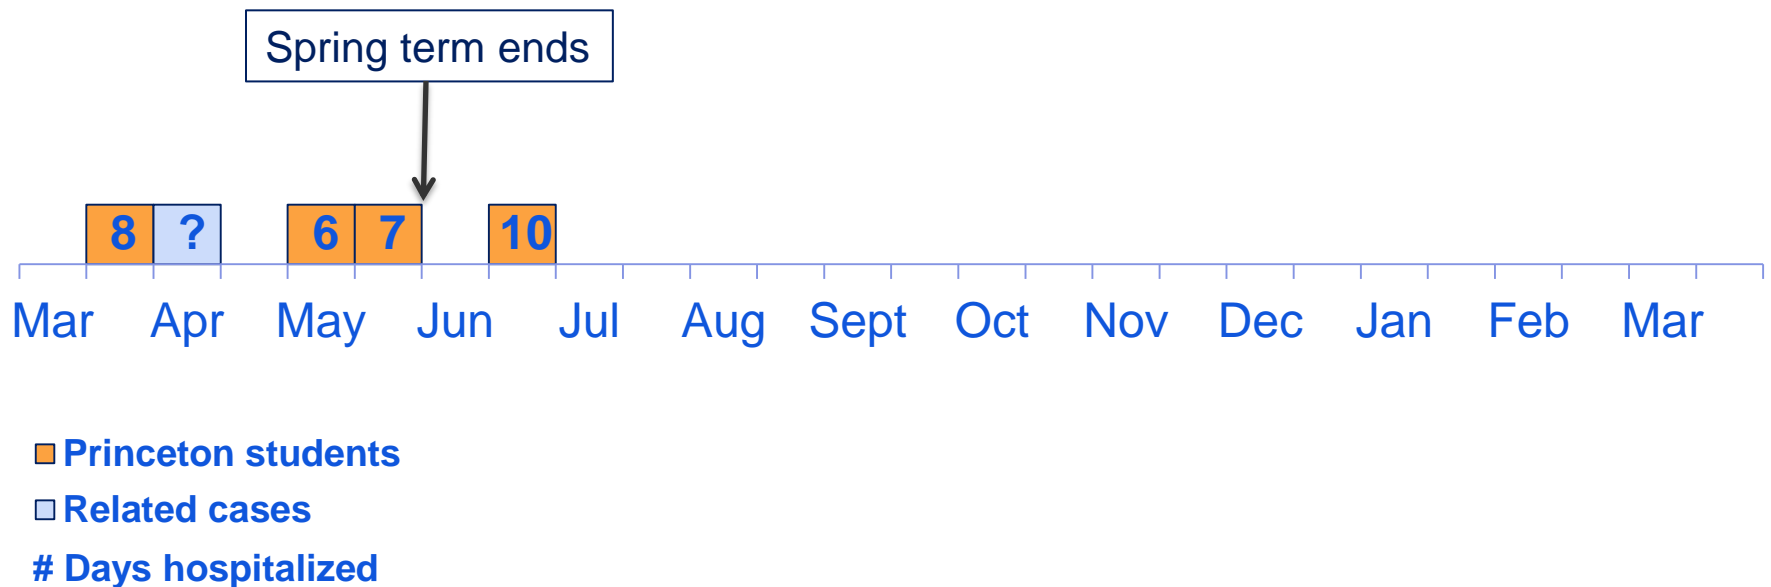 Spring term ends
8 ? 6 7 10
Mar Apr May Jun Jul Aug Sept Oct Nov Dec Jan Feb Mar
Princeton students
Related cases
# Days hospitalized